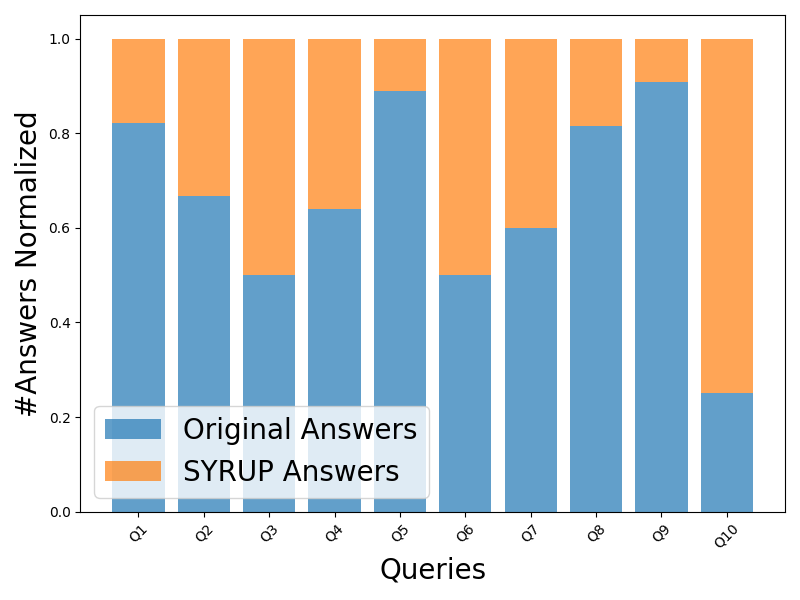 #Answers Normalized
1.0
0.8
0.6
0.4
0.2
0.0
Original Answers
SYRUP Answers
Q1
Q2
Q3
Q4
Q5
Q6
Q7
Q8
Q9
Q10
Queries